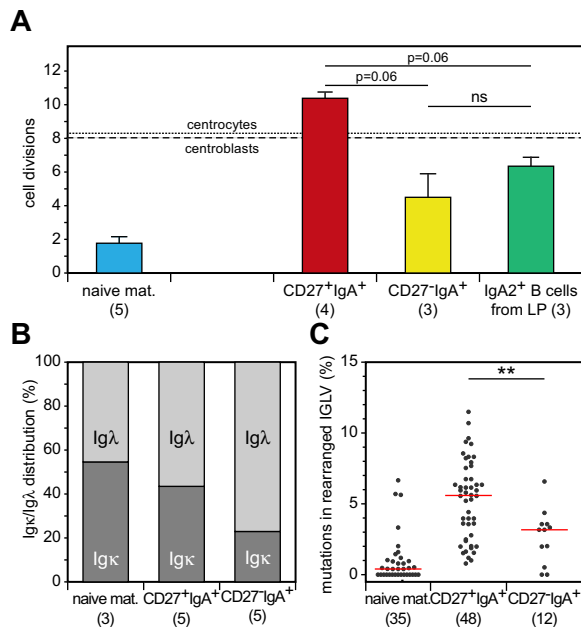 A
p=0.06
p=0.06
ns
centrocytes
centroblasts
cell divisions
12
10
8
6
4
2
0
naive mat.
(5)
CD27⁺IgA⁺
(4)
CD27⁻IgA⁺
(3)
IgA2⁺ B cells
from LP (3)
B
Igκ/Igλ distribution (%)
100
80
60
40
20
0
Igλ
Igλ
Igλ
Igκ
Igκ
Igκ
naive mat.
(3)
CD27⁺IgA⁺
(5)
CD27⁻IgA⁺
(5)
C
mutations in rearranged IGLV (%)
15
10
5
0
**
naive mat.
(35)
CD27⁺IgA⁺
(48)
CD27⁻IgA⁺
(12)